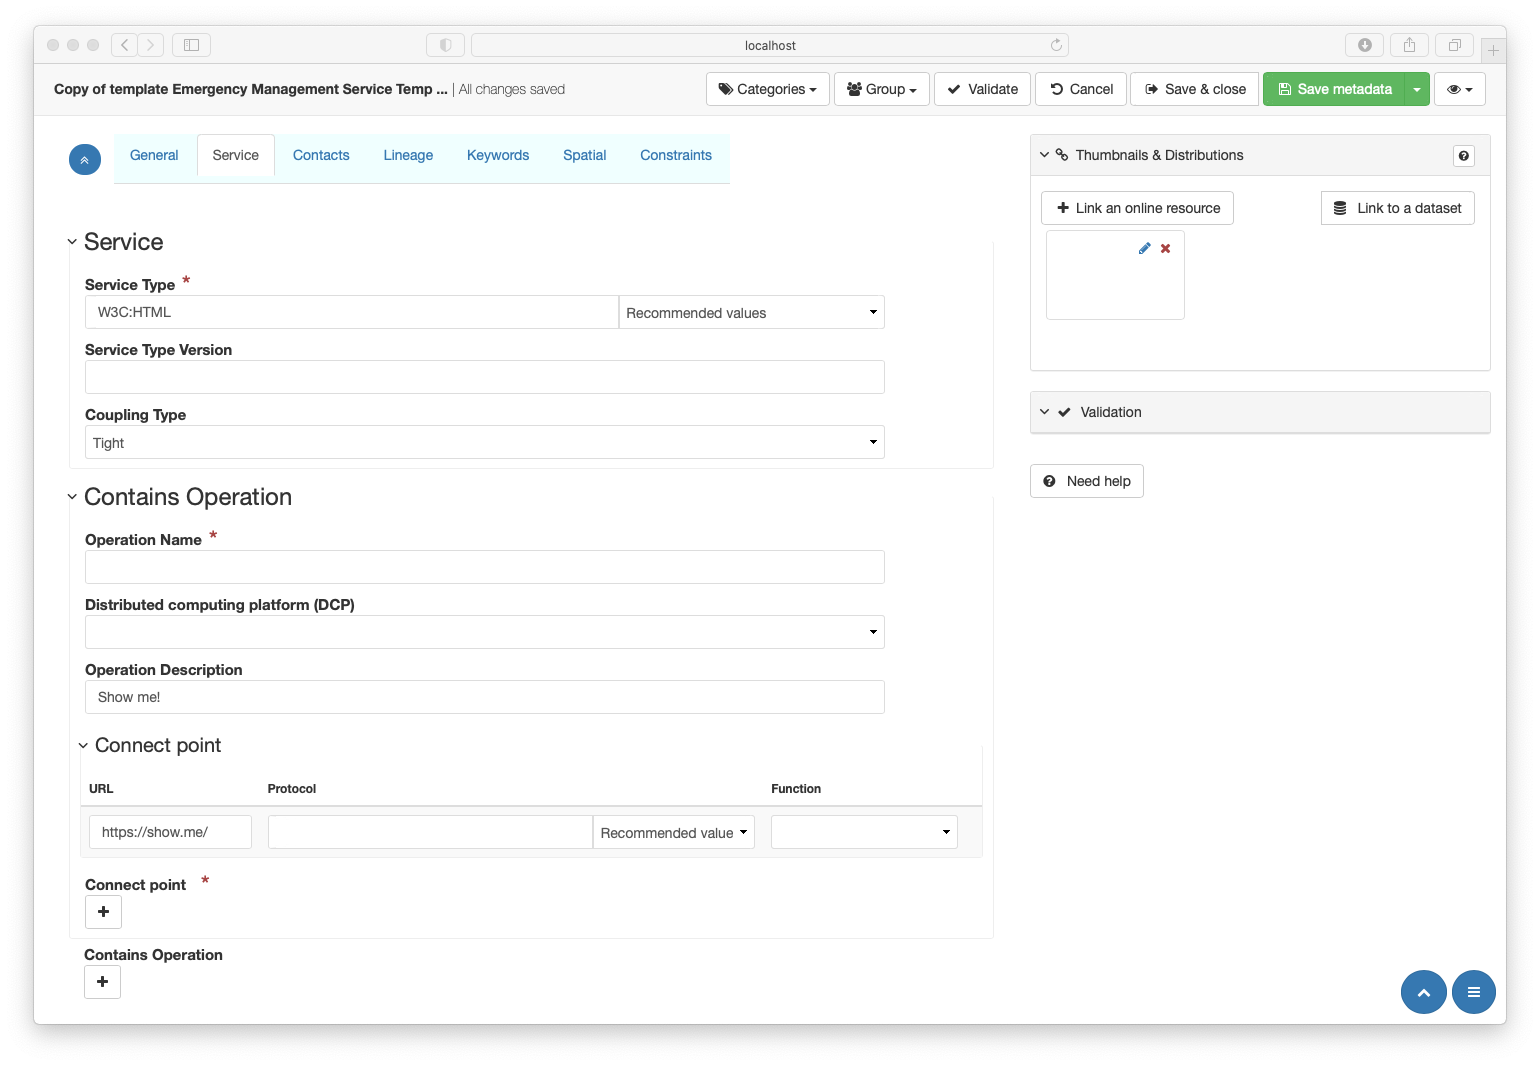 localhost
Copy of template Emergency Management Service Temp ... | All changes saved
Categories
Group
Validate
Cancel
Save & close
Save metadata
General
Service
Contacts
Lineage
Keywords
Spatial
Constraints
Service
Service Type *
W3C:HTML
Recommended values
Service Type Version
Coupling Type
Tight
Contains Operation
Operation Name *
Distributed computing platform (DCP)
Operation Description
Show me!
Connect point
URL
Protocol
Function
https://show.me/
Recommended value
Connect point *
Contains Operation
Thumbnails & Distributions
Link an online resource
Link to a dataset
Validation
Need help